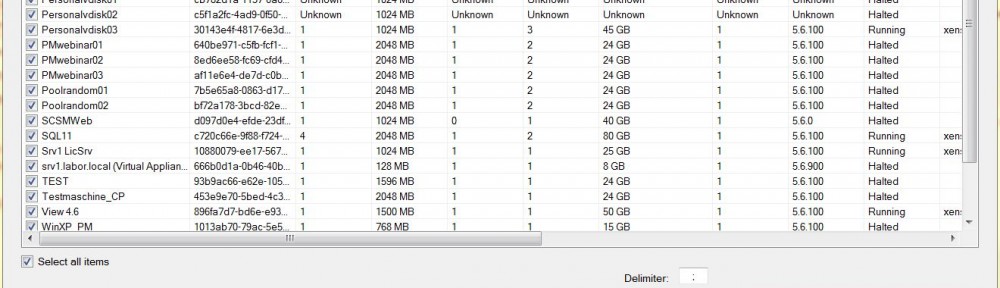 Personalvdisk02 c5f1a2fc-4ad9-0f50-... Unknown 1024 MB Unknown Unknown Unknown Unknown Unknown Halted
Personalvdisk03 30143e4f-4817-6e3d... 1 1024 MB 1 3 45 GB 1 5.6.100 Running xens
PMwebinar01 640be971-c5fb-fcf1-... 1 2048 MB 1 2 24 GB 1 5.6.100 Halted
PMwebinar02 8ed6ee58-fc69-cfd4... 1 2048 MB 1 2 24 GB 1 5.6.100 Halted
PMwebinar03 af11e6e4-de7d-c0b... 1 2048 MB 1 2 24 GB 1 5.6.100 Halted
Poolrandom01 7b5e65a8-0863-d17... 1 2048 MB 1 2 24 GB 1 5.6.100 Halted
Poolrandom02 bf72a178-3bcd-82e... 1 2048 MB 1 2 24 GB 1 5.6.100 Halted
SCSMWeb d097d0e4-efde-23df... 1 1024 MB 0 1 40 GB 1 5.6.0 Halted
SQL11 c720c66e-9f88-f724-... 4 2048 MB 1 2 80 GB 1 5.6.100 Running xens
Srv1 LicSrv 10880079-ee17-567... 1 1024 MB 1 1 25 GB 1 5.6.100 Running xens
srv1.labor.local (Virtual Applian... 666b0d1a-0b46-40b... 1 128 MB 1 1 8 GB 1 5.6.900 Halted
TEST 93b9ac66-e62e-105... 1 1596 MB 1 1 24 GB 1 5.6.100 Halted
Testmaschine_CP 453e9e70-5bed-4c3... 1 2048 MB 1 1 24 GB 1 5.6.100 Halted
View 4.6 896fa7d7-bd6e-e93... 1 1500 MB 1 1 50 GB 1 5.6.100 Running xens
WinXP_PM 1013ab70-79ac-5e5... 1 768 MB 1 1 15 GB 1 5.6.100 Halted
Select all items
Delimiter: ;